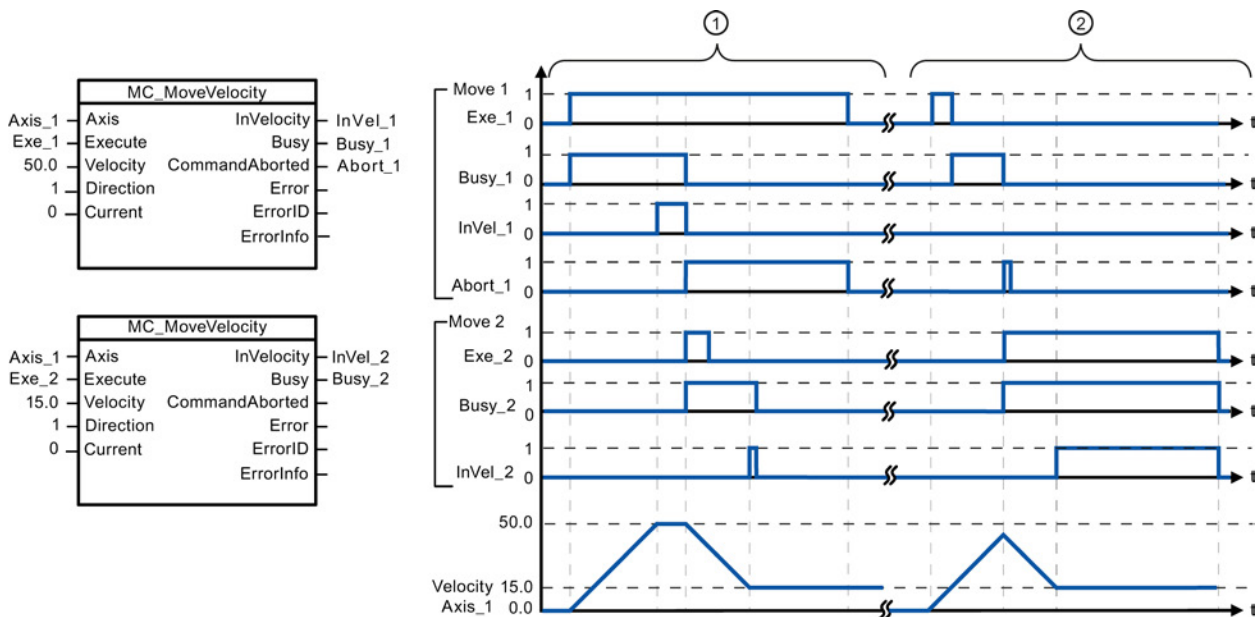 MC_MoveVelocity
Axis_1 Axis InVelocity InVel_1
Exe_1 Execute Busy Busy_1
50.0 Velocity CommandAborted Abort_1
1 Direction Error
0 Current ErrorID
ErrorInfo
MC_MoveVelocity
Axis_1 Axis InVelocity InVel_2
Exe_2 Execute Busy Busy_2
15.0 Velocity CommandAborted
1 Direction Error
0 Current ErrorID
ErrorInfo
1 2
Move 1
1
Exe_1 0 t
1
Busy_1 0 t
1
InVel_1 0 t
1
Abort_1 0 t
Move 2
1
Exe_2 0 t
1
Busy_2 0 t
1
InVel_2 0 t
50.0
Velocity 15.0
Axis_1 0.0 t